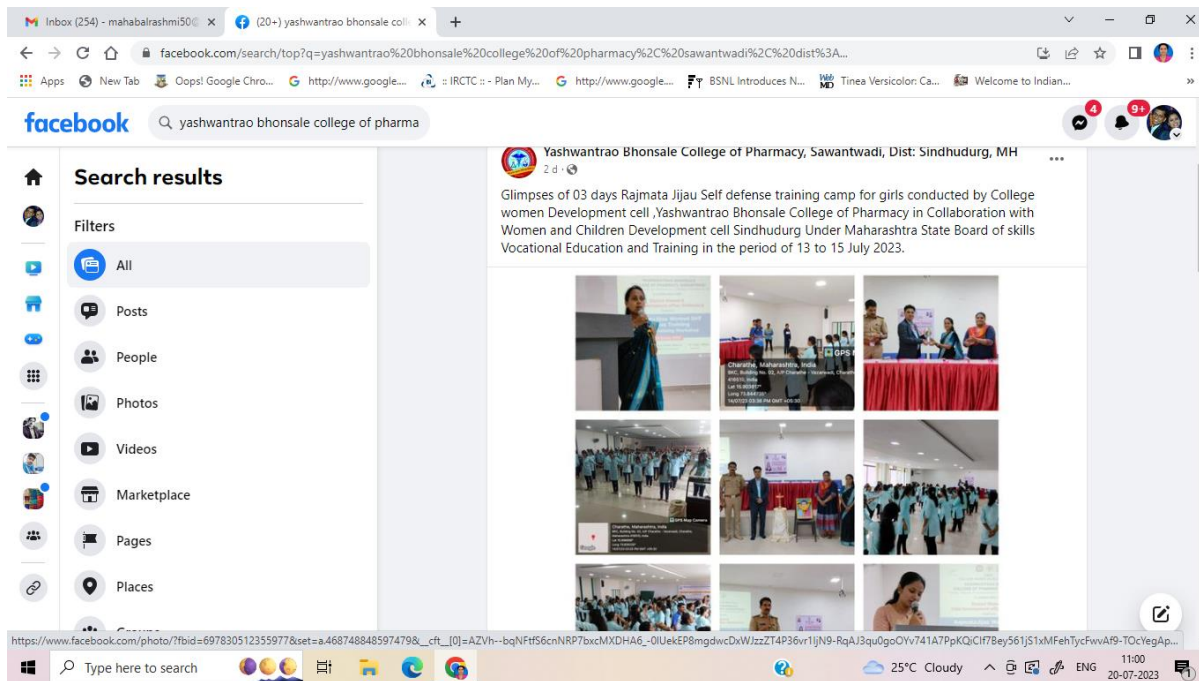 Inbox (254) - mahabalrashmi50@
(20+) yashwantrao bhonsale colle
facebook.com/search/top?q=yashwantrao%20bhonsale%20college%20of%20pharmacy%2C%20sawantwadi%2C%20dist%3A...
Apps
New Tab
Oops! Google Chro...
http://www.google....
:: IRCTC :: - Plan My...
http://www.google....
BSNL Introduces N...
Tinea Versicolor: Ca...
Welcome to Indian...
facebook
yashwantrao bhonsale college of pharma
4
9+
Search results
Filters
All
Posts
People
Photos
Videos
Marketplace
Pages
Places
Groups
Yashwantrao Bhonsale College of Pharmacy, Sawantwadi, Dist: Sindhudurg, MH
2 d ·
Glimpses of 03 days Rajmata Jijau Self defense training camp for girls conducted by College
women Development cell ,Yashwantrao Bhonsale College of Pharmacy in Collaboration with
Women and Children Development cell Sindhudurg Under Maharashtra State Board of skills
Vocational Education and Training in the period of 13 to 15 July 2023.
GPS
Charathe, Maharashtra, India
GPS Map Camera
Charathe, Maharashtra, India
Google
https://www.facebook.com/photo/?fbid=697830512355977&set=a.468748848597479&__cft__[0]=AZVh--bqNFtfS6cnNRP7bxcMXDHA6_-0IUekEP8mgdwcDxWJzzZT4P36vr1ljN9-RqAJ3qu0goOYv741A7PpKQiCIf7Bey561jS1xMFehTycFwvAf9-TOcYegAp...
Type here to search
25°C Cloudy
ENG
11:00
20-07-2023
1